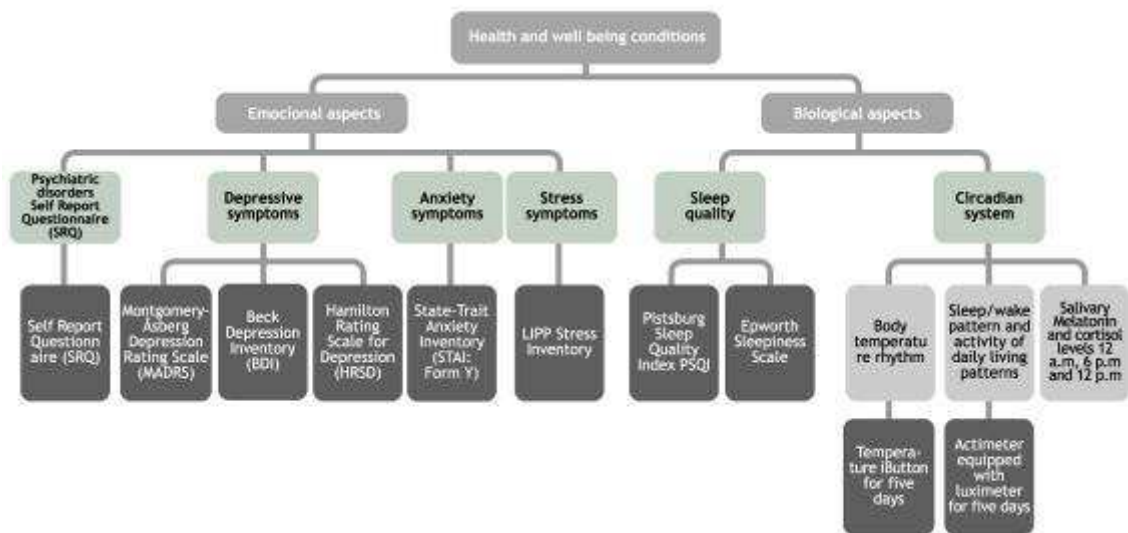 Health and well being conditions
Emocional aspects
Biological aspects
Psychiatric
disorders
Self Report
Questionnaire
(SRQ)
Depressive
symptoms
Anxiety
symptoms
Stress
symptoms
Sleep
quality
Circadian
system
Self Report
Questionn
aire (SRQ)
Montgomery-
Asberg
Depression
Rating Scale
(MADRS)
Beck
Depression
Inventory
(BDI)
Hamilton
Rating
Scale for
Depression
(HRSD)
State-Trait
Anxiety
Inventory
(STAI:
Form Y)
LIPP Stress
Inventory
Pistsburg
Sleep
Quality
Index PSQI
Epworth
Sleepiness
Scale
Body
temperatu
re rhythm
Sleep/wake
pattern and
activity of
daily living
patterns
Salivary
Melatonin
and cortisol
levels 12
a.m, 6 p.m
and 12 p.m
Tempera-
ture iButton
for five
days
Actimeter
equipped
with
luximeter
for five days